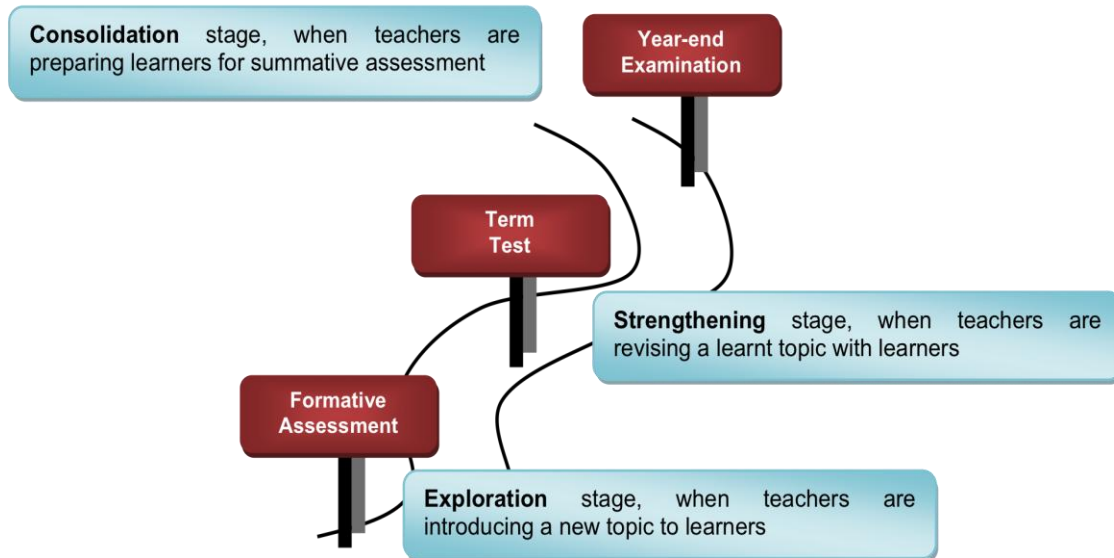 Consolidation stage, when teachers are
preparing learners for summative assessment
Year-end
Examination
Term
Test
Strengthening stage, when teachers are
revising a learnt topic with learners
Formative
Assessment
Exploration stage, when teachers are
introducing a new topic to learners